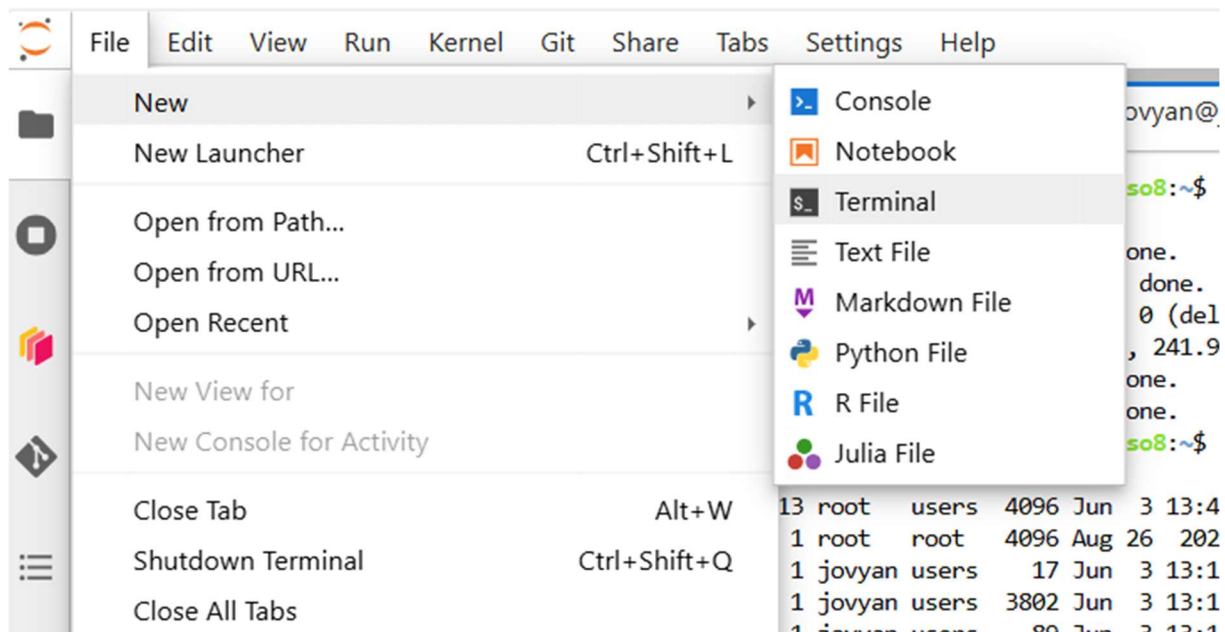 File Edit View Run Kernel Git Share Tabs Settings Help
New
New Launcher Ctrl+Shift+L
Open from Path...
Open from URL...
Open Recent
New View for
New Console for Activity
Close Tab Alt+W
Shutdown Terminal Ctrl+Shift+Q
Close All Tabs
Console
Notebook
$_ Terminal
Text File
M Markdown File
Python File
R R File
Julia File
ovyan@
so8:~$
one.
done.
0 (del
, 241.9
one.
one.
so8:~$
13 root users 4096 Jun 3 13:4
1 root root 4096 Aug 26 202
1 jovyan users 17 Jun 3 13:1
1 jovyan users 3802 Jun 3 13:1